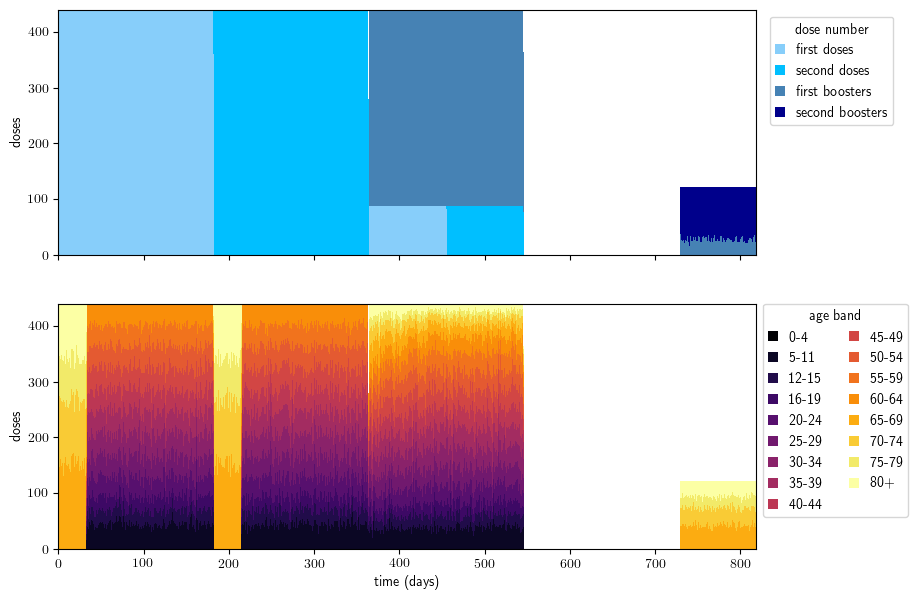 400
300
200
100
0
doses
dose number
first doses
second doses
first boosters
second boosters
400
300
200
100
0
doses
0 100 200 300 400 500 600 700 800
time (days)
age band
0-4 45-49
5-11 50-54
12-15 55-59
16-19 60-64
20-24 65-69
25-29 70-74
30-34 75-79
35-39 80+
40-44